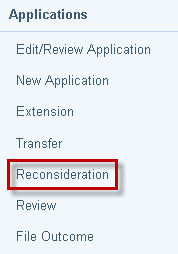 Applications
Edit/Review Application
New Application
Extension
Transfer
Reconsideration
Review
File Outcome